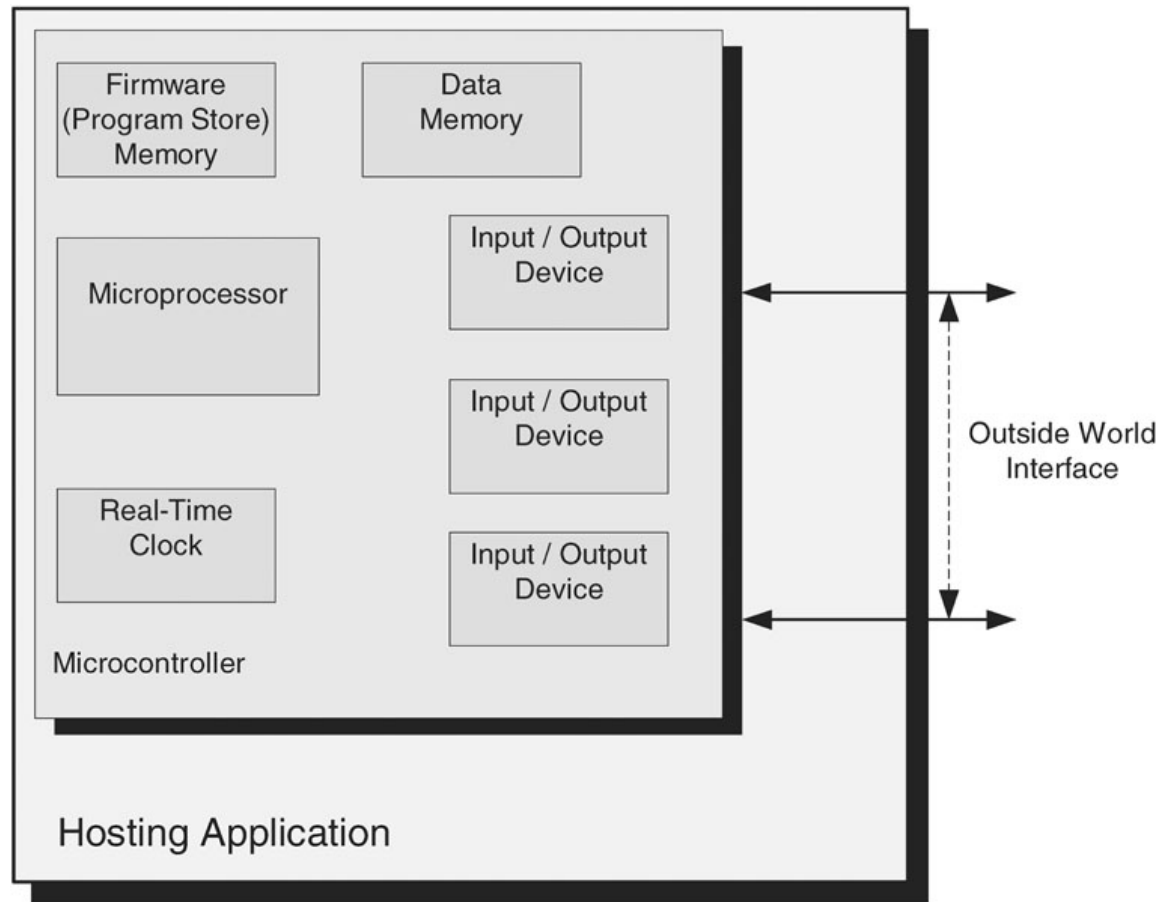 Firmware
(Program Store)
Memory
Data
Memory
Microprocessor
Input / Output
Device
Input / Output
Device
Real-Time
Clock
Input / Output
Device
Microcontroller
Outside World
Interface
Hosting Application